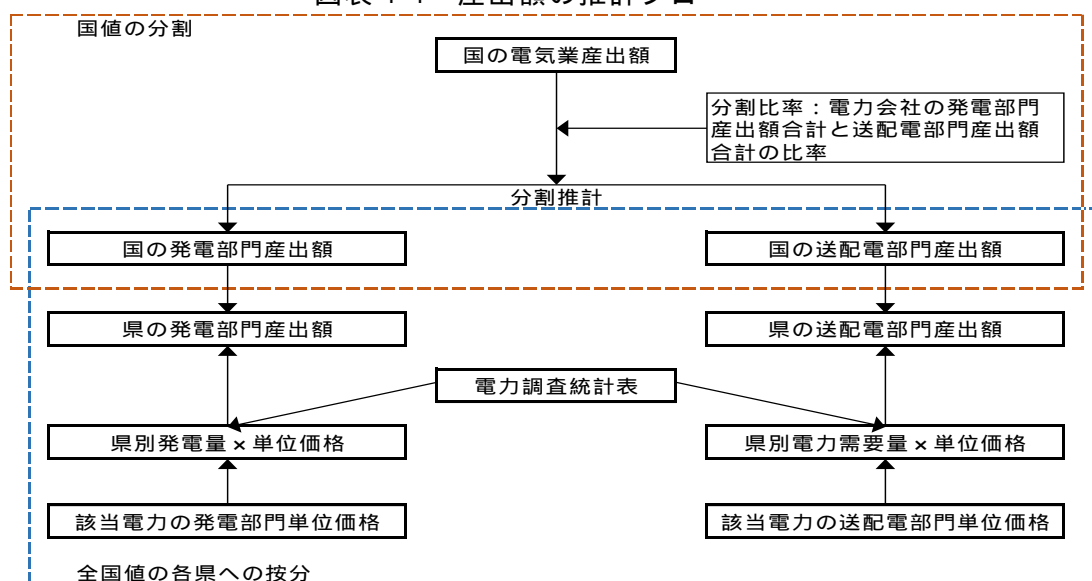 国値の分割
国の電気業産出額
分割比率：電力会社の発電部門
産出額合計と送配電部門産出額
合計の比率
分割推計
国の発電部門産出額
国の送配電部門産出額
県の発電部門産出額
県の送配電部門産出額
電力調査統計表
県別発電量×単位価格
県別電力需要量×単位価格
該当電力の発電部門単位価格
該当電力の送配電部門単位価格
全国値の各県への按分